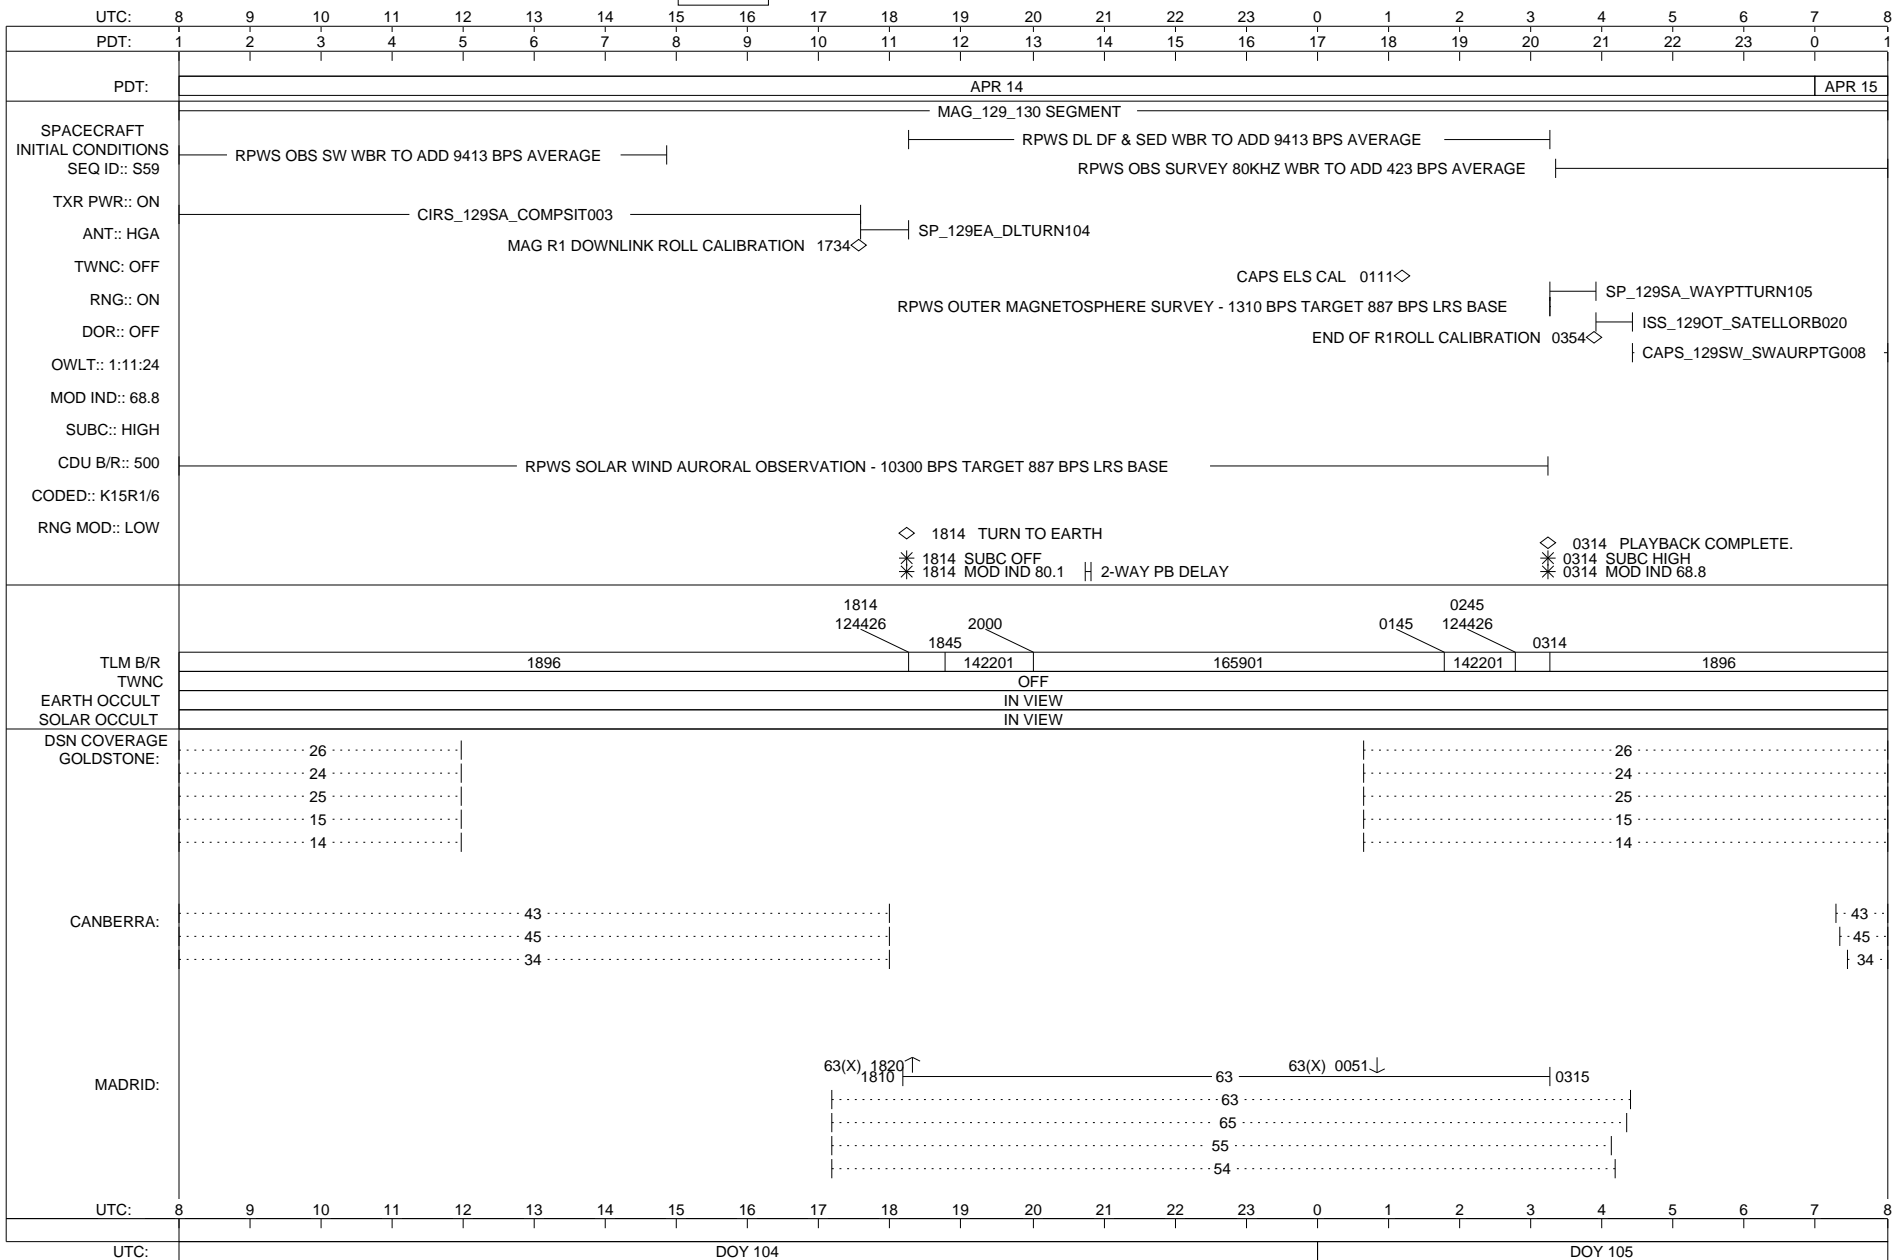 UTC: 8 9 10 11 12 13 14 15 16 17 18 19 20 21 22 23 0 1 2 3 4 5 6 7 8
PDT: 1 2 3 4 5 6 7 8 9 10 11 12 13 14 15 16 17 18 19 20 21 22 23 0 1
PDT: APR 14 APR 15
MAG_129_130 SEGMENT
SPACECRAFT
INITIAL CONDITIONS
RPWS DL DF & SED WBR TO ADD 9413 BPS AVERAGE
RPWS OBS SW WBR TO ADD 9413 BPS AVERAGE
SEQ ID:: S59
RPWS OBS SURVEY 80KHZ WBR TO ADD 423 BPS AVERAGE
TXR PWR:: ON
CIRS_129SA_COMPSIT003
ANT:: HGA
SP_129EA_DLTURN104
MAG R1 DOWNLINK ROLL CALIBRATION 1734
TWNC: OFF
CAPS ELS CAL 0111
SP_129SA_WAYPTTURN105
RNG:: ON
RPWS OUTER MAGNETOSPHERE SURVEY - 1310 BPS TARGET 887 BPS LRS BASE
ISS_129OT_SATELLORB020
DOR:: OFF
END OF R1ROLL CALIBRATION 0354
CAPS_129SW_SWAURPTG008
OWLT:: 1:11:24
MOD IND:: 68.8
SUBC:: HIGH
CDU B/R:: 500
RPWS SOLAR WIND AURORAL OBSERVATION - 10300 BPS TARGET 887 BPS LRS BASE
CODED:: K15R1/6
RNG MOD:: LOW
1814 TURN TO EARTH
0314 PLAYBACK COMPLETE.
1814 SUBC OFF
0314 SUBC HIGH
1814 MOD IND 80.1
2-WAY PB DELAY
0314 MOD IND 68.8
1814 0245
124426 2000 0145 124426
1845 0314
TLM B/R 1896 142201 165901 142201 1896
TWNC OFF
EARTH OCCULT IN VIEW
SOLAR OCCULT IN VIEW
DSN COVERAGE
GOLDSTONE:
26 26
24 24
25 25
15 15
14 14
CANBERRA:
43 43
45 45
34 34
MADRID:
63(X) 1820 63(X) 0051
1810 63 0315
63
65
55
54
UTC: 8 9 10 11 12 13 14 15 16 17 18 19 20 21 22 23 0 1 2 3 4 5 6 7 8
UTC: DOY 104 DOY 105